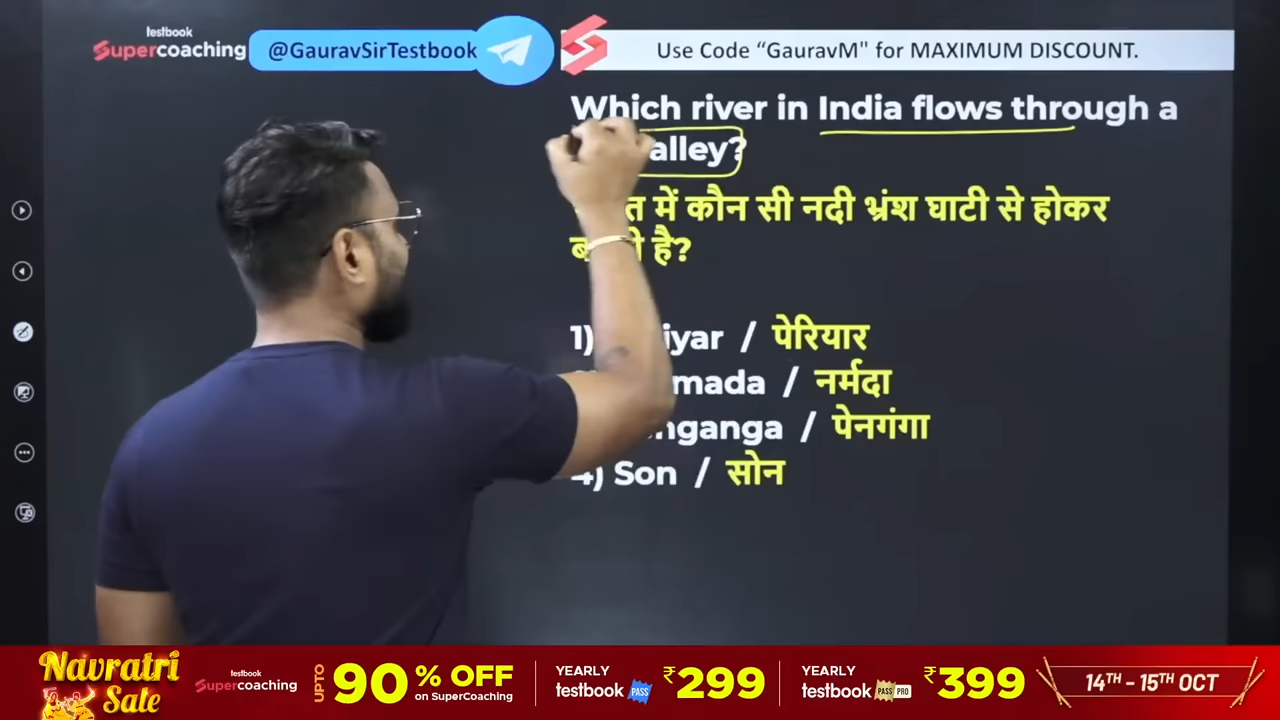 testbook
Supercoaching
@GauravSirTestbook
Use Code “GauravM" for MAXIMUM DISCOUNT.
Which river in India flows through a
alley?
में कौन सी नदी भ्रंश घाटी से होकर
है?
1) iyar / पेरियार
mada / नर्मदा
nganga / पेनगंगा
4) Son / सोन
Navratri
Sale
testbook
Supercoaching
UPTO 90 % OFF
on SuperCoaching
YEARLY
testbook PASS
₹299
YEARLY
testbook PASS PRO
₹399
14TH - 15TH OCT